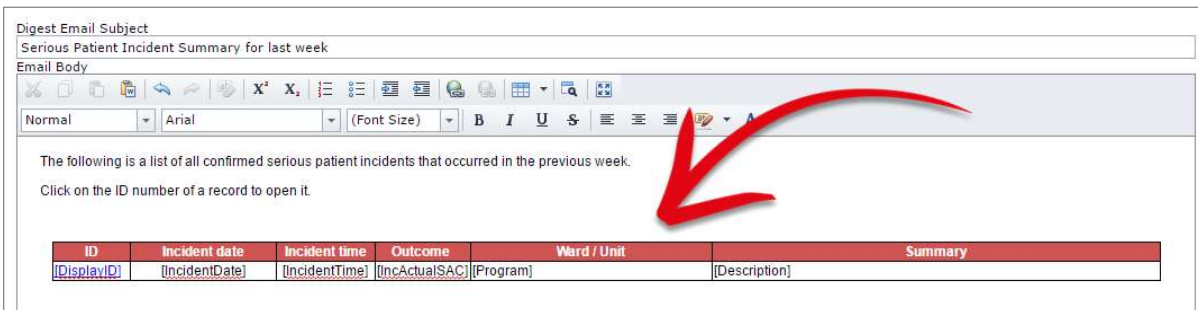 Digest Email Subject
Serious Patient Incident Summary for last week
Email Body
X² X₂
Normal Arial (Font Size) B I U S A
The following is a list of all confirmed serious patient incidents that occurred in the previous week.
Click on the ID number of a record to open it.
ID Incident date Incident time Outcome Ward / Unit Summary
[DisplayID] [IncidentDate] [IncidentTime] [IncActualSAC] [Program] [Description]